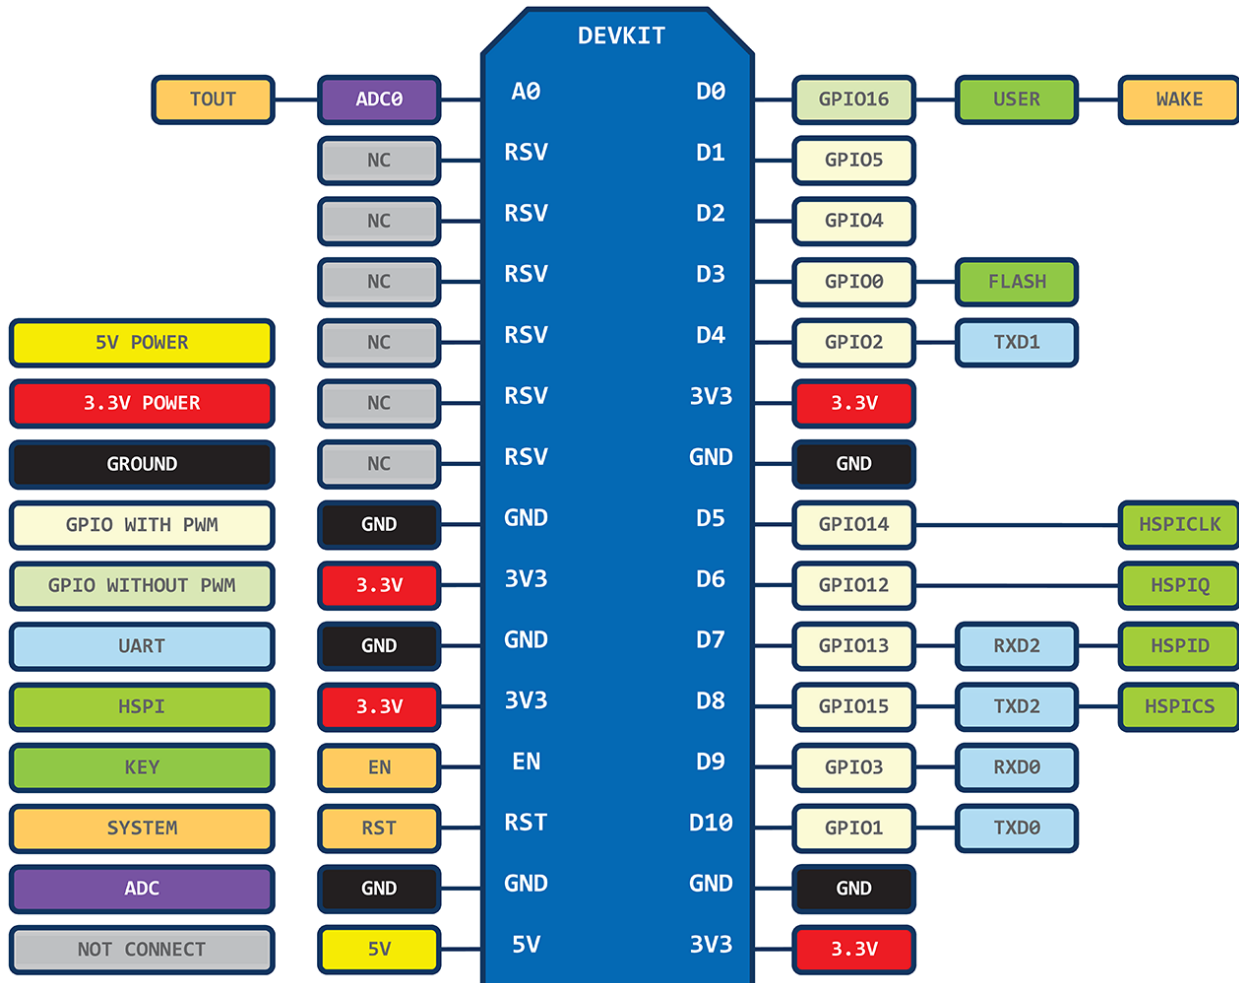 DEVKIT
TOUT ADC0 A0 D0 GPIO16 USER WAKE
NC RSV D1 GPIO5
NC RSV D2 GPIO4
NC RSV D3 GPIO0 FLASH
5V POWER NC RSV D4 GPIO2 TXD1
3.3V POWER NC RSV 3V3 3.3V
GROUND NC RSV GND GND
GPIO WITH PWM GND GND D5 GPIO14 HSPICLK
GPIO WITHOUT PWM 3.3V 3V3 D6 GPIO12 HSPIQ
UART GND GND D7 GPIO13 RXD2 HSPID
HSPI 3.3V 3V3 D8 GPIO15 TXD2 HSPICS
KEY EN EN D9 GPIO3 RXD0
SYSTEM RST RST D10 GPIO1 TXD0
ADC GND GND GND GND
NOT CONNECT 5V 5V 3V3 3.3V